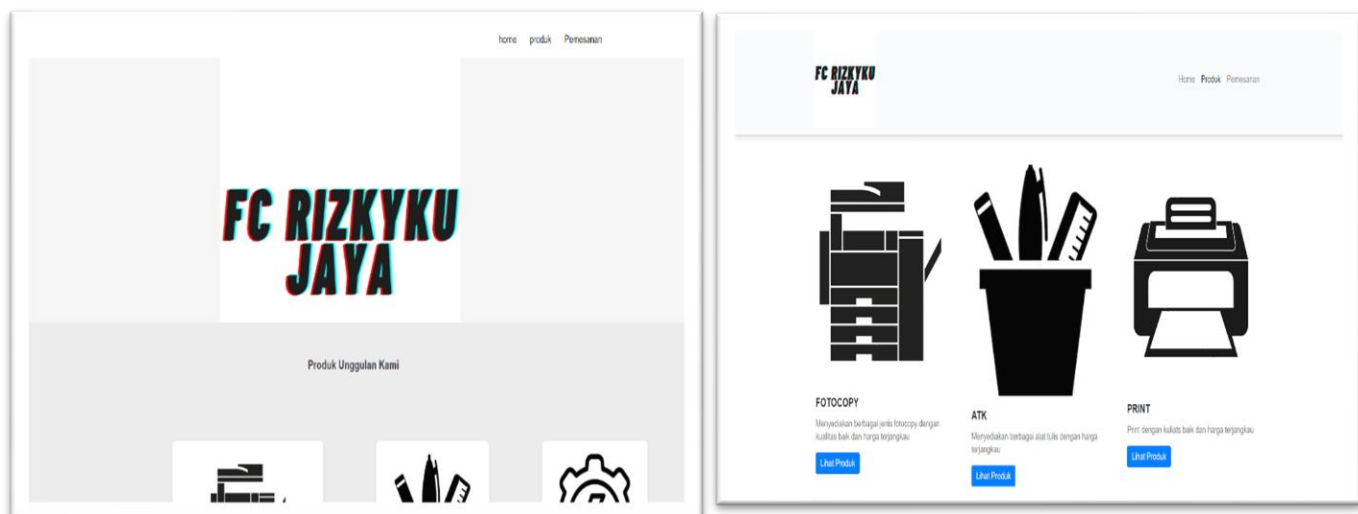 home produk Pemesanan
FC RIZKYKU
JAYA
Produk Unggulan Kami
FC RIZKYKU
JAYA
Home Produk Pemesanan
FOTOCOPY
Menyediakan berbagai jenis fotocopy dengan
kualitas baik dan harga terjangkau
Lihat Produk
ATK
Menyediakan berbagai alat tulis dengan harga
terjangkau
Lihat Produk
PRINT
Print dengan kuliats baik dan harga terjangkau
Lihat Produk